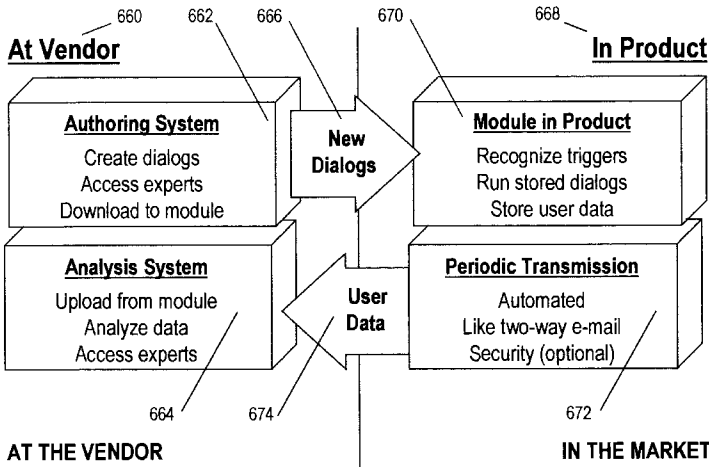 660
662
666
670
668
At Vendor
In Product
Authoring System
Create dialogs
Access experts
Download to module
New
Dialogs
Module in Product
Recognize triggers
Run stored dialogs
Store user data
Analysis System
Upload from module
Analyze data
Access experts
User
Data
Periodic Transmission
Automated
Like two-way e-mail
Security (optional)
664
674
672
AT THE VENDOR
IN THE MARKET